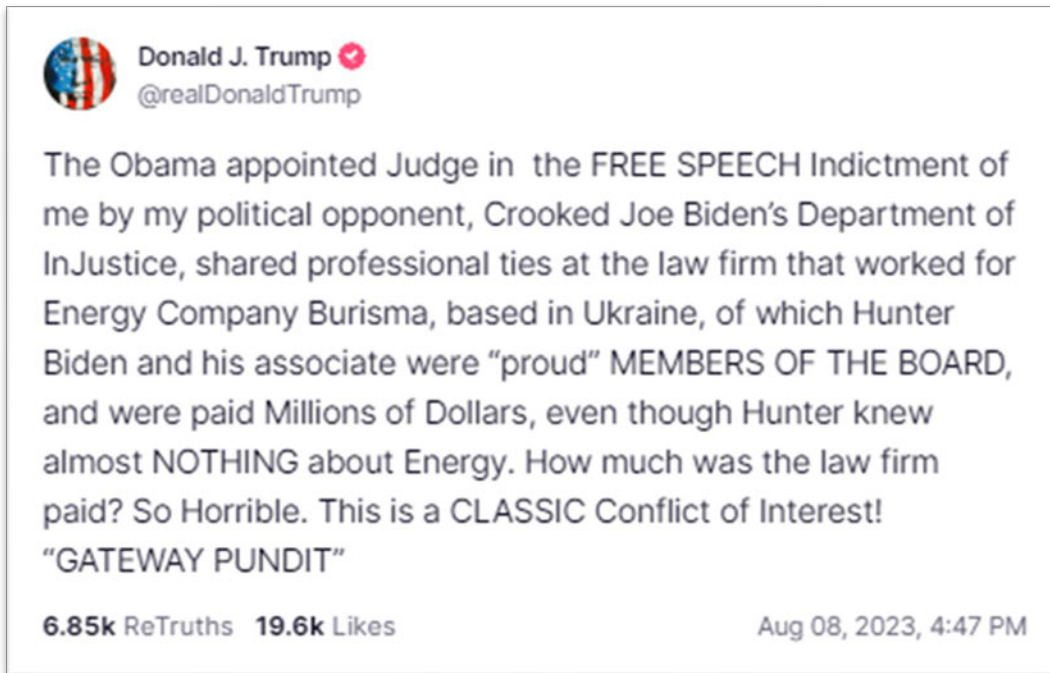 Donald J. Trump
@realDonaldTrump
The Obama appointed Judge in  the FREE SPEECH Indictment of
me by my political opponent, Crooked Joe Biden’s Department of
InJustice, shared professional ties at the law firm that worked for
Energy Company Burisma, based in Ukraine, of which Hunter
Biden and his associate were “proud” MEMBERS OF THE BOARD,
and were paid Millions of Dollars, even though Hunter knew
almost NOTHING about Energy. How much was the law firm
paid? So Horrible. This is a CLASSIC Conflict of Interest!
“GATEWAY PUNDIT”
6.85k ReTruths 19.6k Likes Aug 08, 2023, 4:47 PM